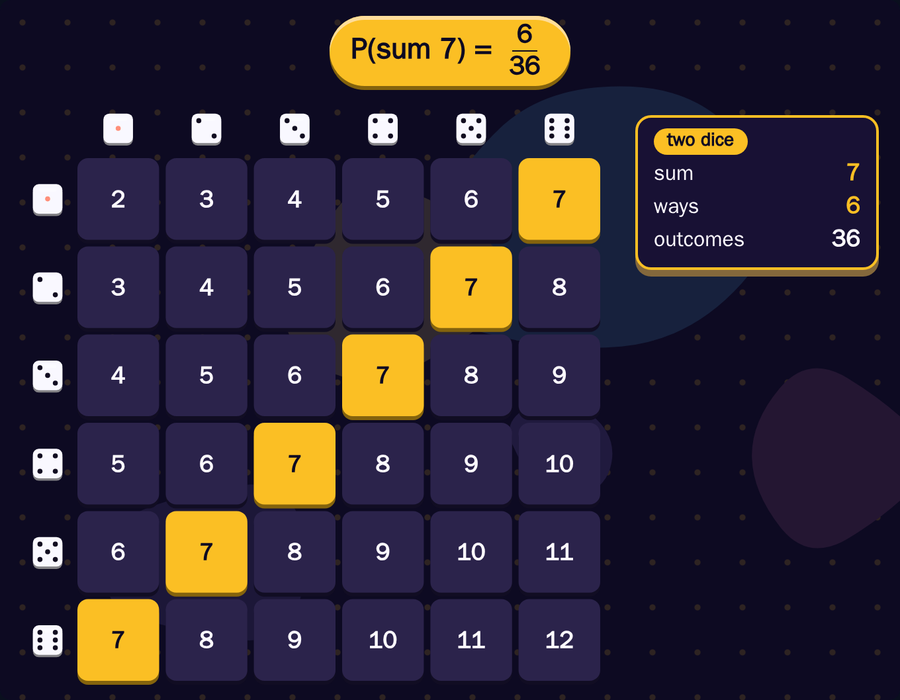 P(sum 7) = 6/36
two dice
sum 7
ways 6
outcomes 36
2 3 4 5 6 7
3 4 5 6 7 8
4 5 6 7 8 9
5 6 7 8 9 10
6 7 8 9 10 11
7 8 9 10 11 12